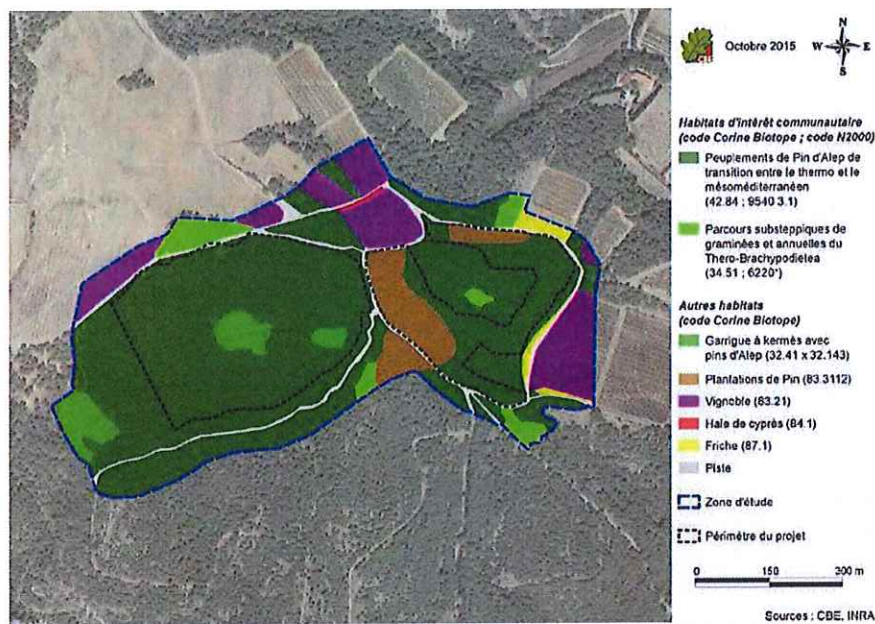 Octobre 2015
N
W
E
S
Habitats d'intérêt communautaire
(code Corine Biotope ; code N2000)
Peuplements de Pin d'Alep de
transition entre le thermo et le
mésoméditerranéen
(42.84 ; 9540 3.1)
Parcours substeppiques de
graminées et annuelles du
Thero-Brachypodietea
(34.51 ; 6220*)
Autres habitats
(code Corine Biotope)
Garrigue à kermès avec
pins d'Alep (32.41 x 32.143)
Plantations de Pin (83.3112)
Vignoble (83.21)
Haie de cyprès (84.1)
Friche (87.1)
Piste
Zone d'étude
Périmètre du projet
0 150 300 m
Sources : CBE, INRA